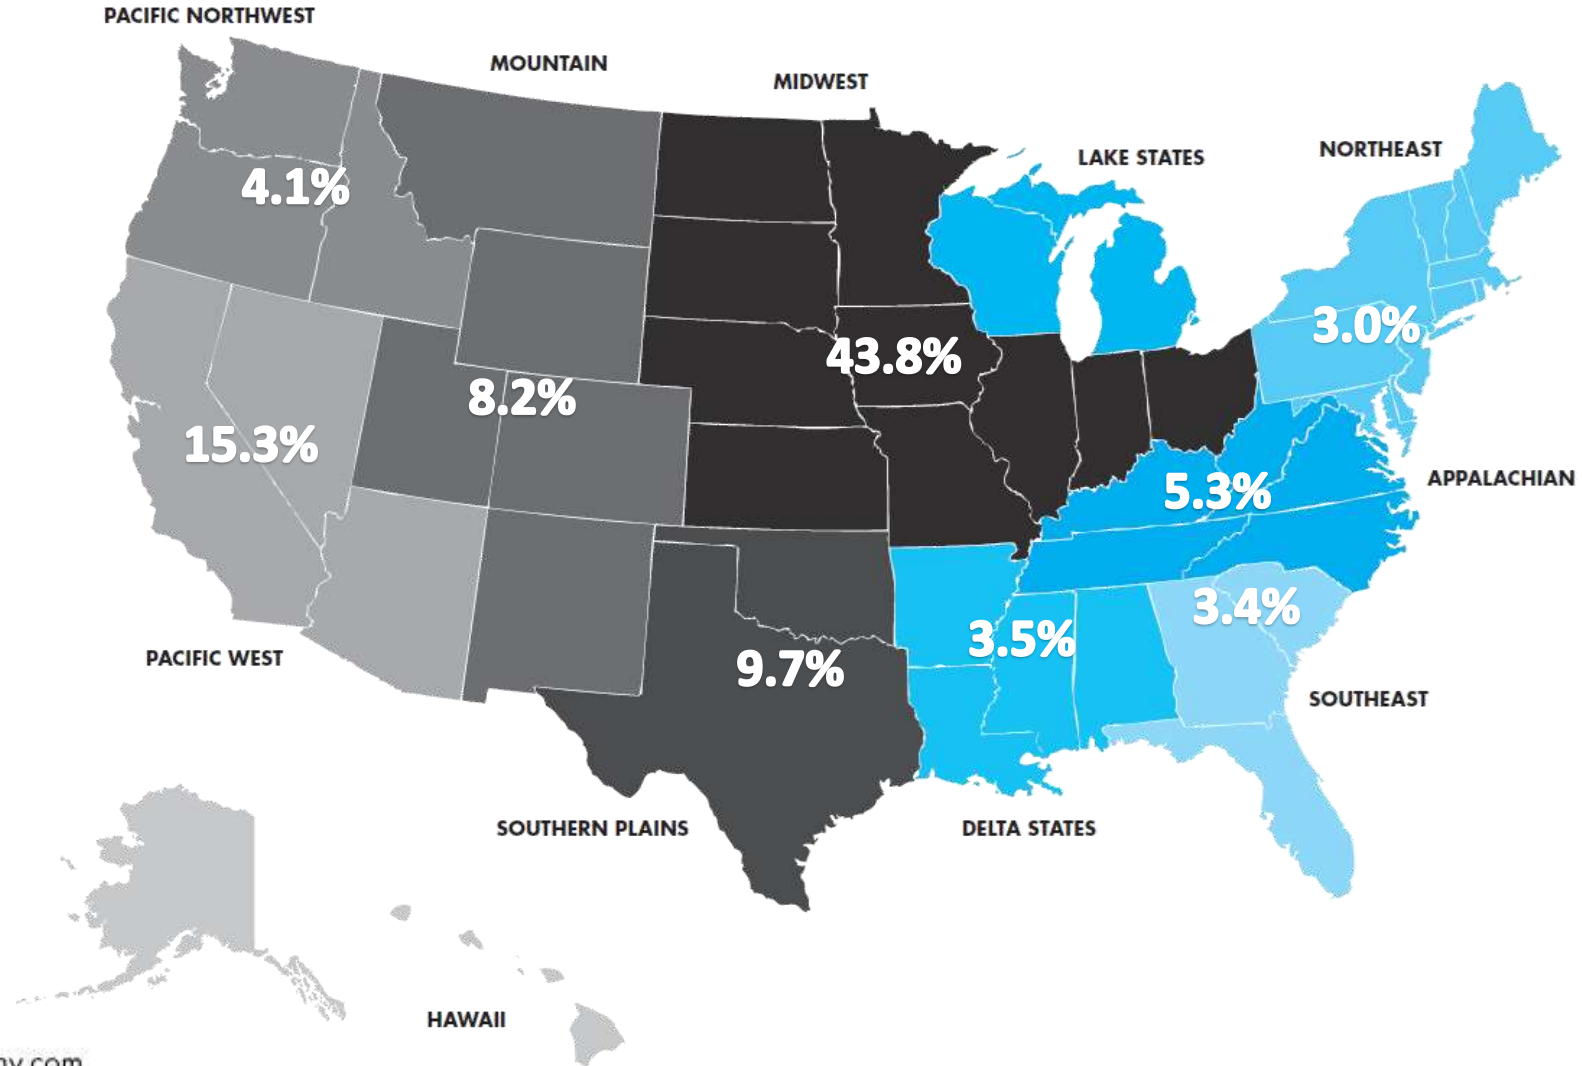 PACIFIC NORTHWEST
MOUNTAIN
MIDWEST
LAKE STATES
NORTHEAST
4.1%
3.0%
43.8%
8.2%
15.3%
5.3%
APPALACHIAN
3.4%
3.5%
PACIFIC WEST
9.7%
SOUTHEAST
SOUTHERN PLAINS
DELTA STATES
HAWAII